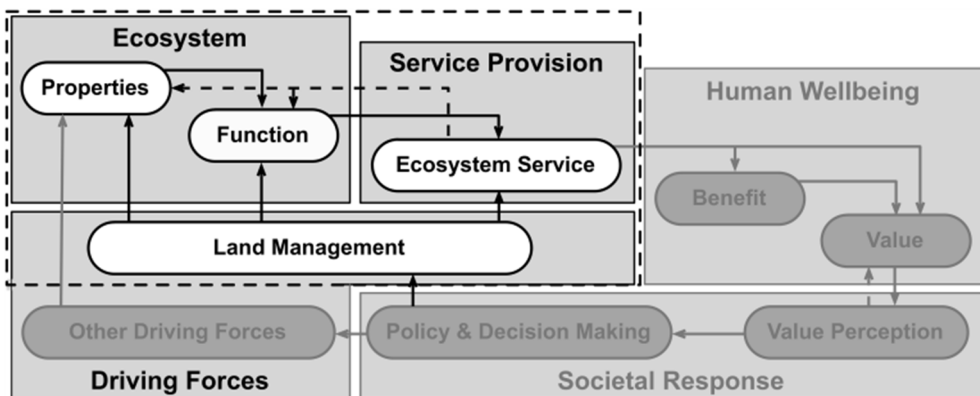 Ecosystem
Properties
Function
Service Provision
Ecosystem Service
Human Wellbeing
Benefit
Value
Land Management
Other Driving Forces
Policy & Decision Making
Value Perception
Driving Forces
Societal Response